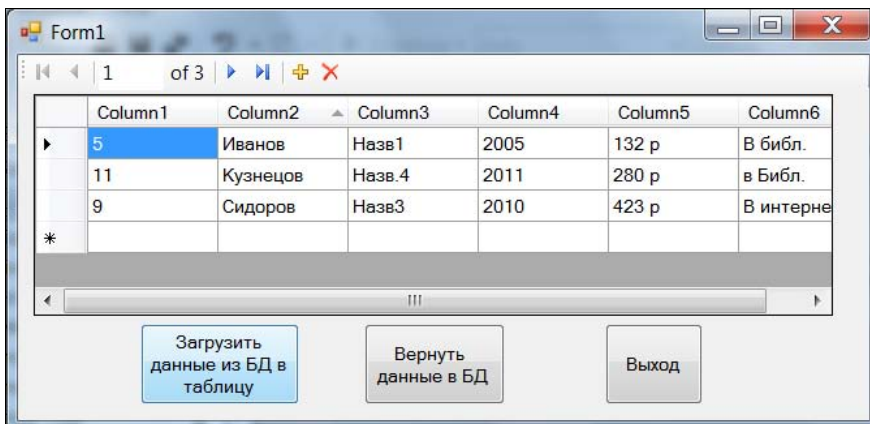 Form1
1 of 3
Column1 Column2 Column3 Column4 Column5 Column6
5 Иванов Назв1 2005 132 р В библ.
11 Кузнецов Назв.4 2011 280 р в Библ.
9 Сидоров Назв3 2010 423 р В интерне
Загрузить
данные из БД в
таблицу
Вернуть
данные в БД
Выход